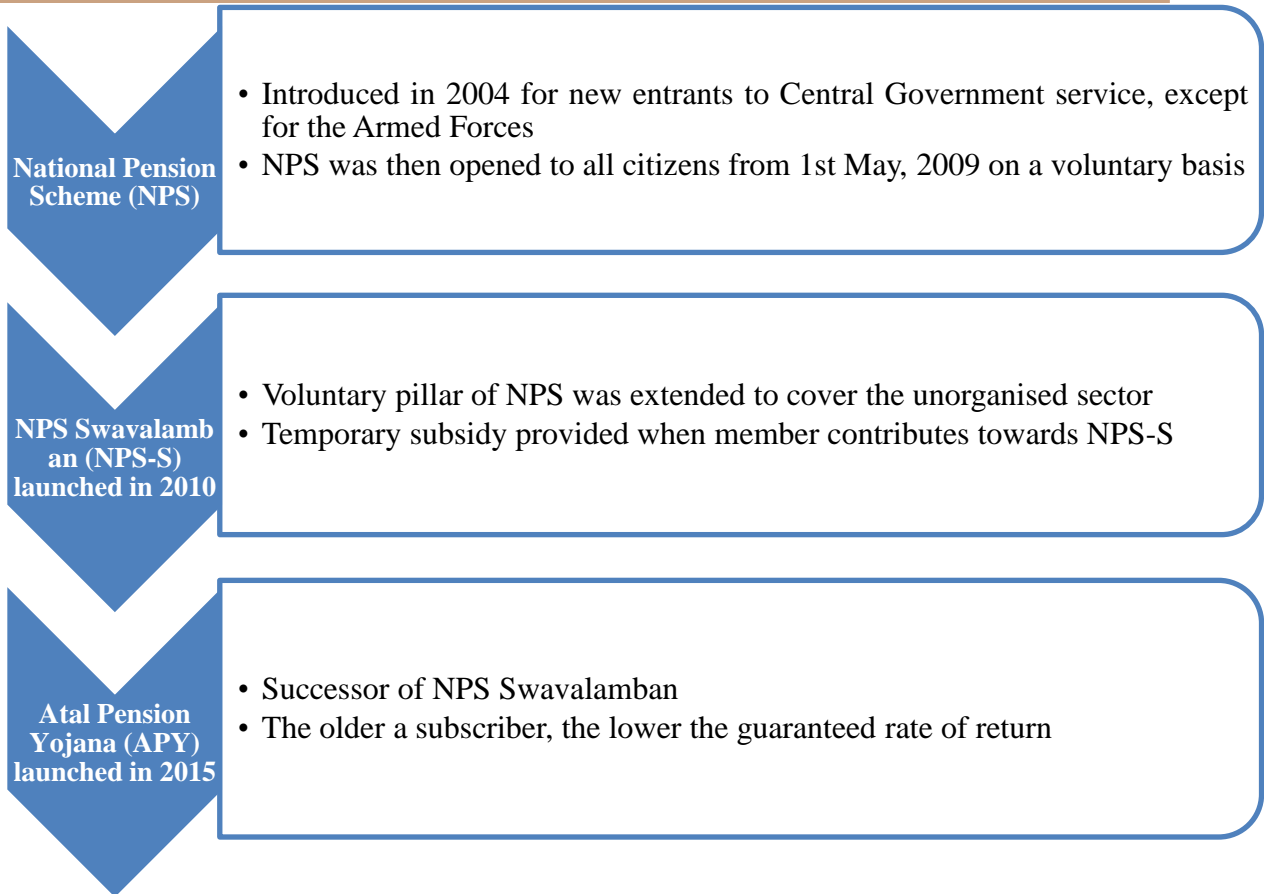 National Pension
Scheme (NPS)
• Introduced in 2004 for new entrants to Central Government service, except
for the Armed Forces
• NPS was then opened to all citizens from 1st May, 2009 on a voluntary basis
NPS Swavalamb
an (NPS-S)
launched in 2010
• Voluntary pillar of NPS was extended to cover the unorganised sector
• Temporary subsidy provided when member contributes towards NPS-S
Atal Pension
Yojana (APY)
launched in 2015
• Successor of NPS Swavalamban
• The older a subscriber, the lower the guaranteed rate of return